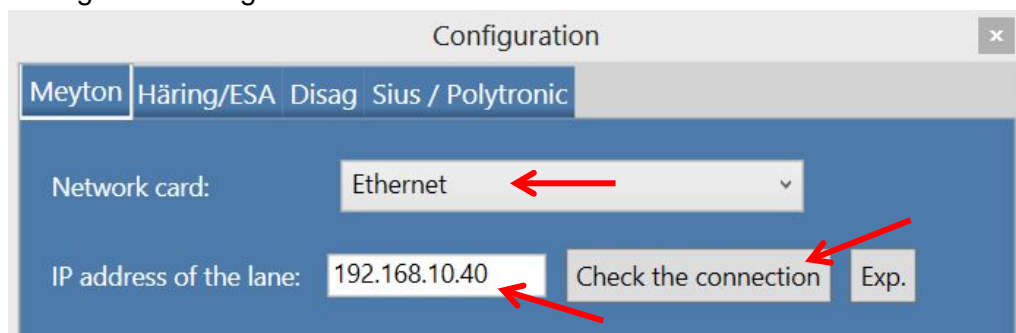 Configuration
x
Meyton Häring/ESA Disag Sius / Polytronic
Network card: Ethernet
IP address of the lane: 192.168.10.40 Check the connection Exp.